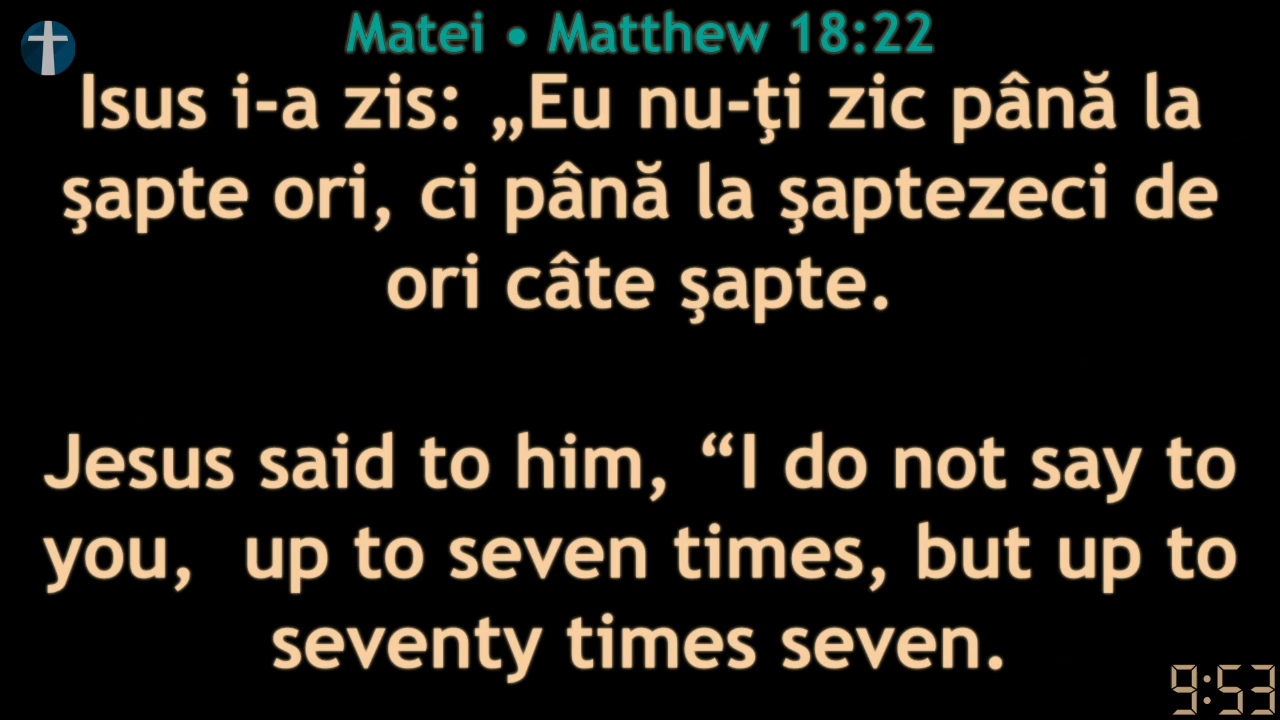 Matei • Matthew 18:22
Isus i-a zis: „Eu nu-ţi zic până la
şapte ori, ci până la şaptezeci de
ori câte şapte.
Jesus said to him, “I do not say to
you,  up to seven times, but up to
seventy times seven.
9:53